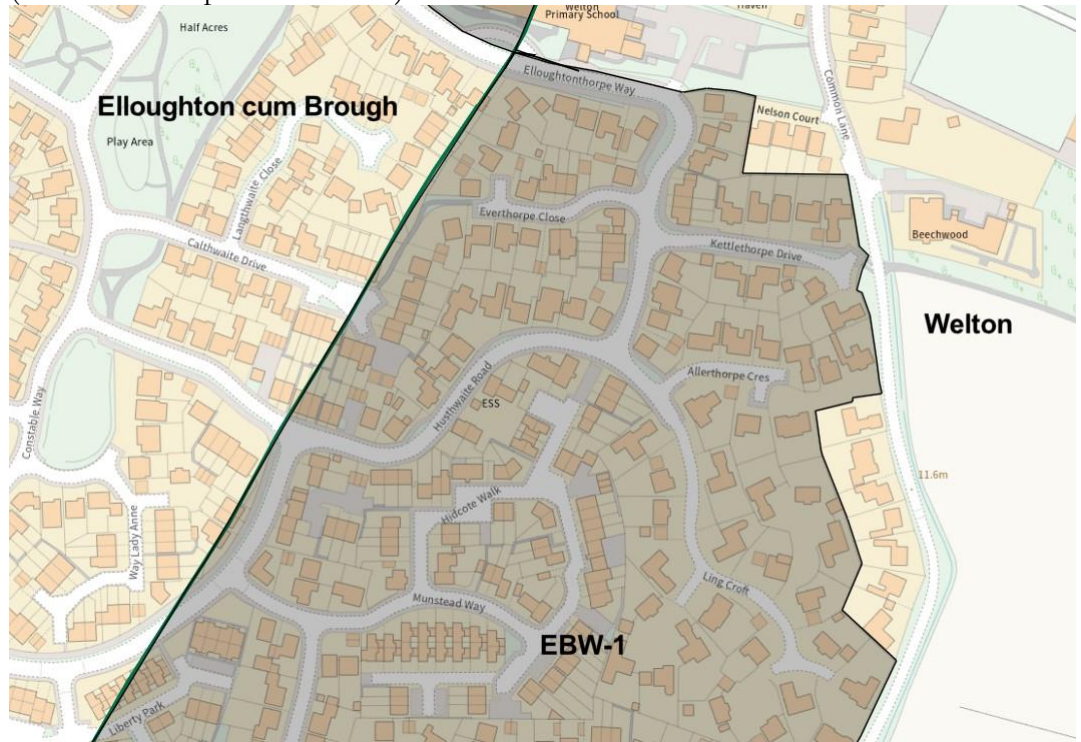 Half Acres
Welton
Primary School
Elloughtonthorpe Way
Elloughton cum Brough
Common Lane
Nelson Court
Play Area
Langthwaite Close
Everthorpe Close
Beechwood
Calthwaite Drive
Kettlethorpe Drive
Welton
Allerthorpe Cres
Husthwaite Road
ESS
Constable Way
11.6m
Hidcote Walk
Way Lady Anne
Ling Croft
Munstead Way
EBW-1
Liberty Park